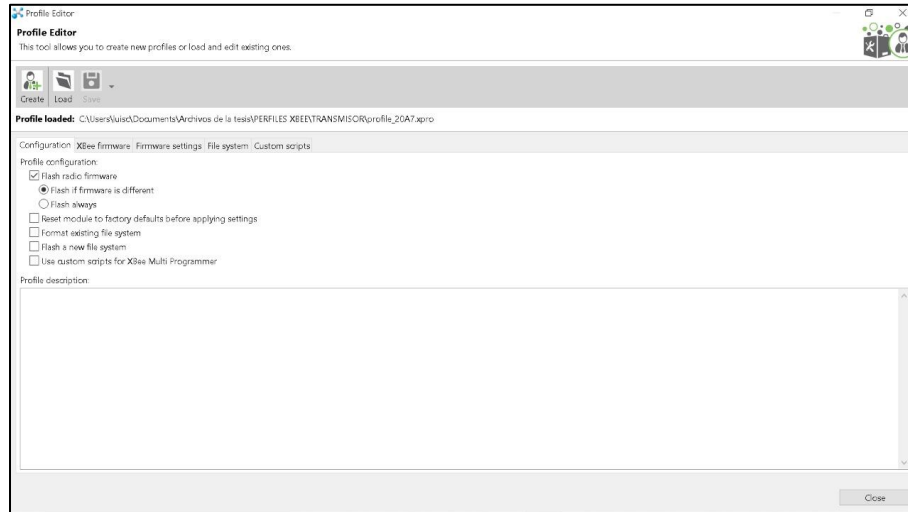 Profile Editor
Profile Editor
This tool allows you to create new profiles or load and edit existing ones.
Create Load Save
Profile loaded: C:\Users\luisc\Documents\Archivos de la tesis\PERFILES XBEE\TRANSMISOR\profile_20A7.xpro
Configuration XBee firmware Firmware settings File system Custom scripts
Profile configuration:
Flash radio firmware
Flash if firmware is different
Flash always
Reset module to factory defaults before applying settings
Format existing file system
Flash a new file system
Use custom scripts for XBee Multi Programmer
Profile description:
Close